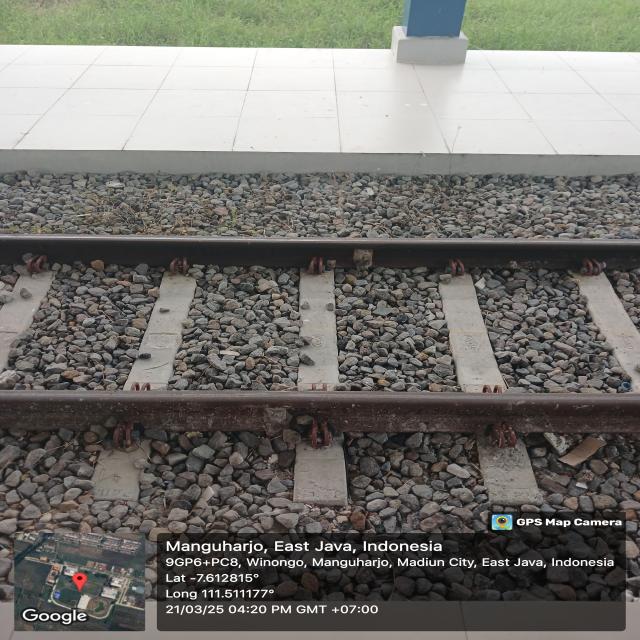 GPS Map Camera
Manguharjo, East Java, Indonesia
9GP6+PC8, Winongo, Manguharjo, Madiun City, East Java, Indonesia
Lat -7.612815°
Long 111.511177°
21/03/25 04:20 PM GMT +07:00
Google